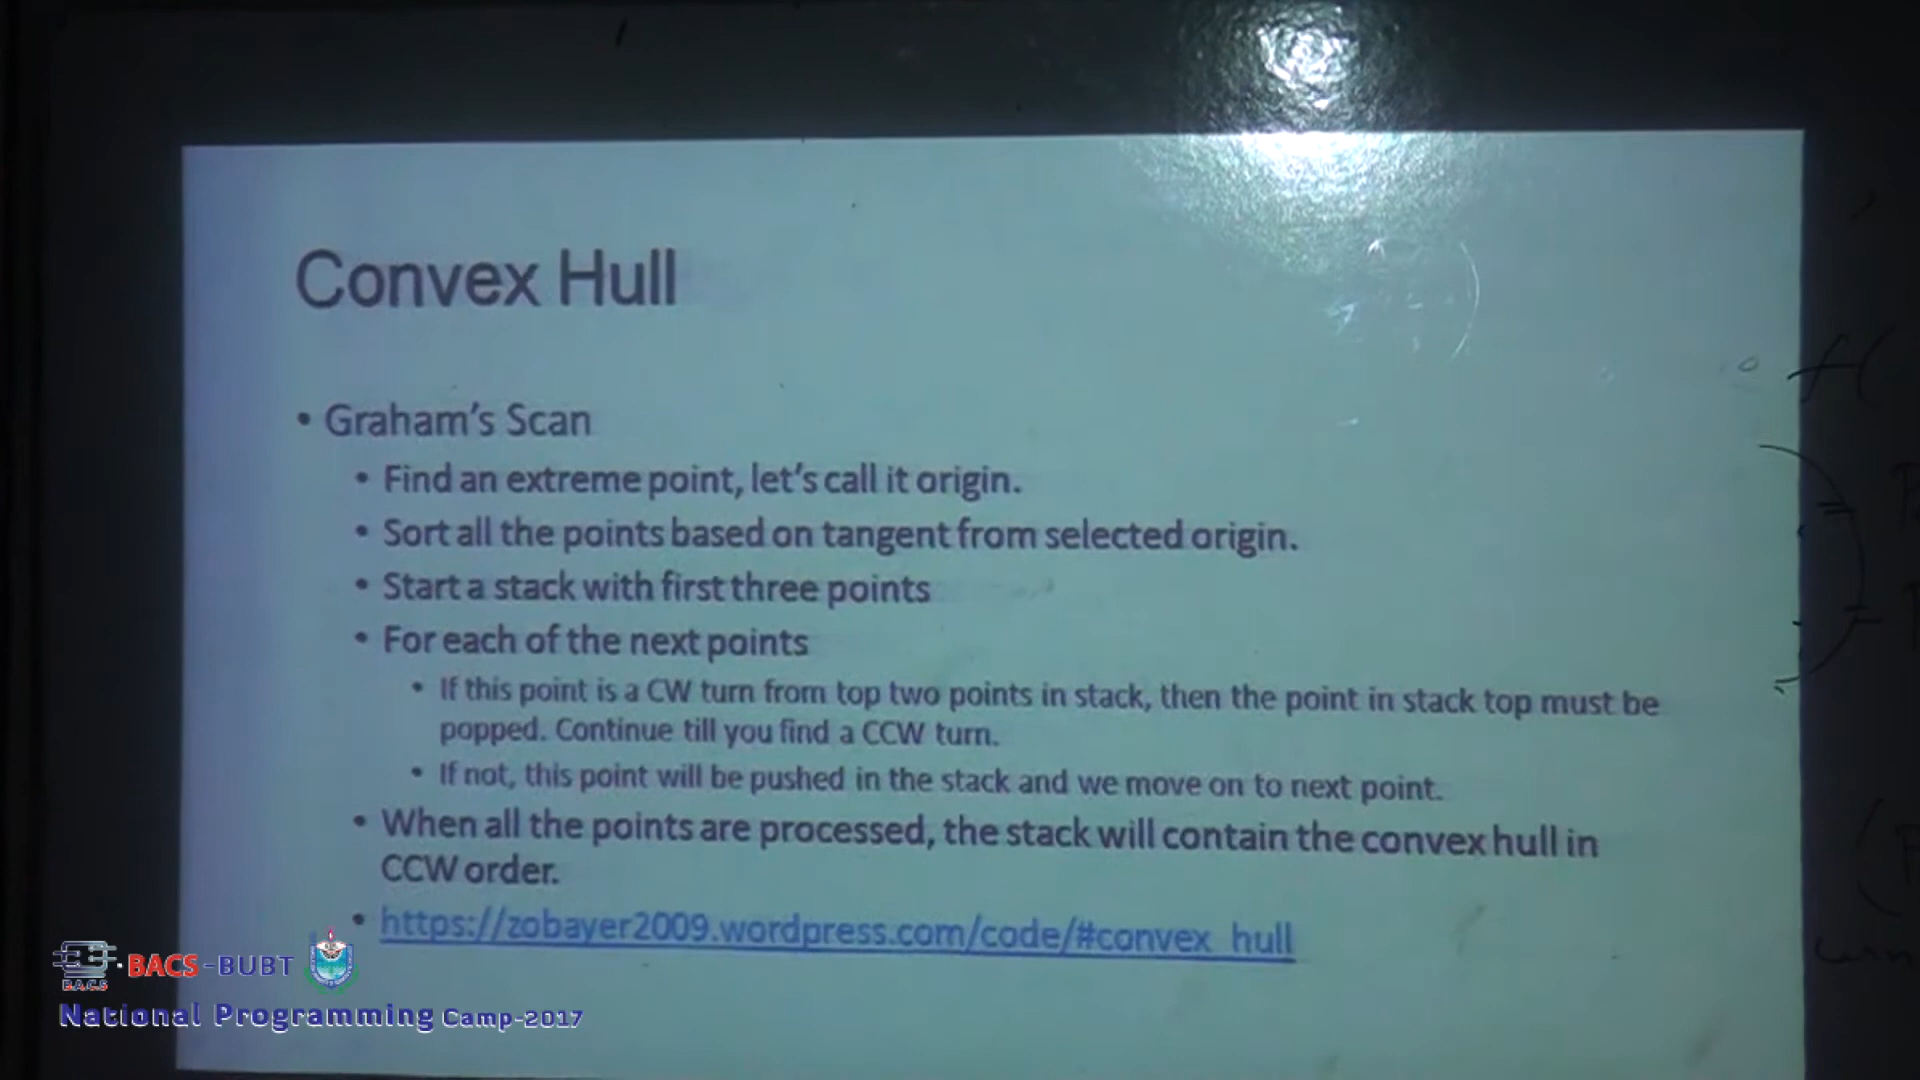 Convex Hull
• Graham's Scan
• Find an extreme point, let's call it origin.
• Sort all the points based on tangent from selected origin.
• Start a stack with first three points
• For each of the next points
• If this point is a CW turn from top two points in stack, then the point in stack top must be
popped. Continue till you find a CCW turn.
• If not, this point will be pushed in the stack and we move on to next point.
• When all the points are processed, the stack will contain the convex hull in
CCW order.
• https://zobayer2009.wordpress.com/code/#convex_hull
B.A.C.S
BACS-BUBT
National Programming Camp-2017